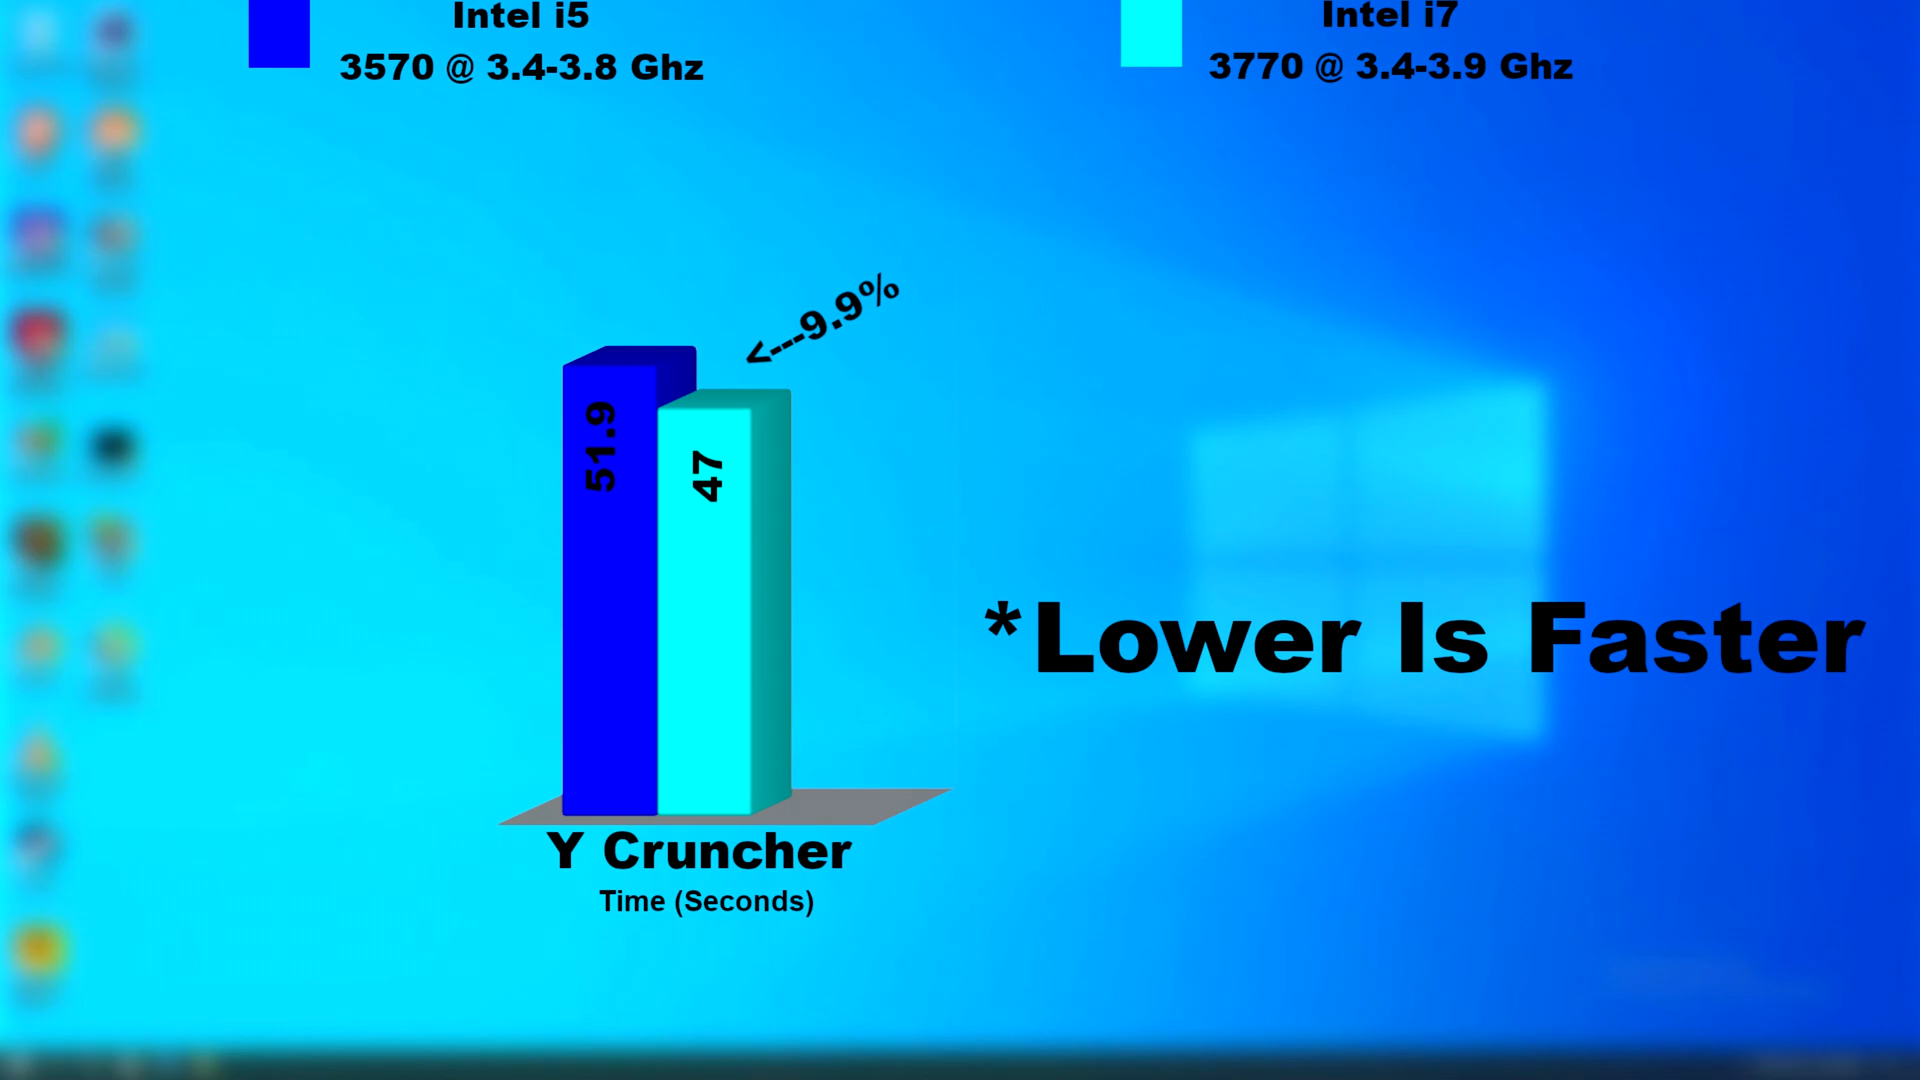 Intel i5
3570 @ 3.4-3.8 Ghz
Intel i7
3770 @ 3.4-3.9 Ghz
<---9.9%
51.9
47
*Lower Is Faster
Y Cruncher
Time (Seconds)